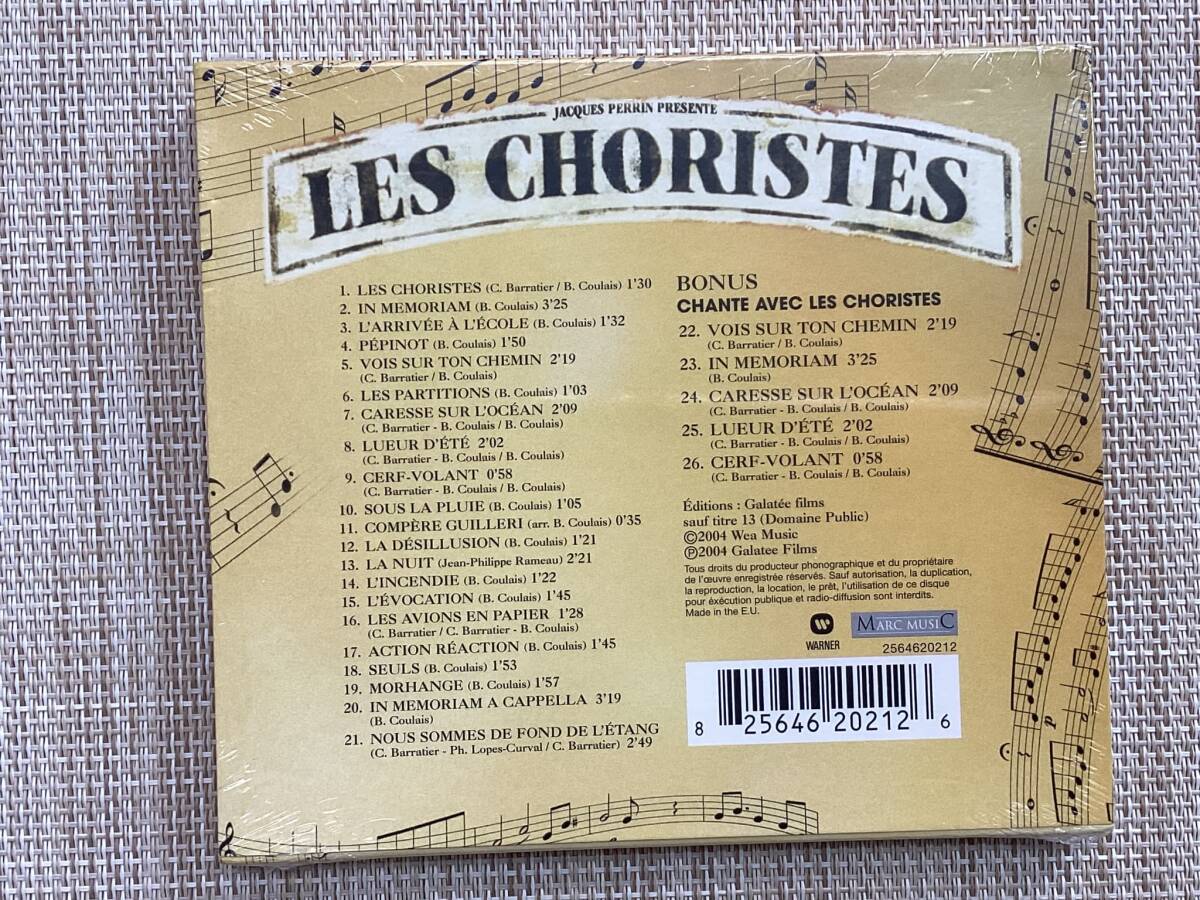 JACQUES PERRIN PRESENTE
LES CHORISTES
1. LES CHORISTES (C. Barratier / B. Coulais) 1'30
2. IN MEMORIAM (B. Coulais) 3'25
3. L'ARRIVÉE À L'ÉCOLE (B. Coulais) 1'32
4. PÉPINOT (B. Coulais) 1'50
5. VOIS SUR TON CHEMIN 2'19
(C. Barratier / B. Coulais)
6. LES PARTITIONS (B. Coulais) 1'03
7. CARESSE SUR L'OCÉAN 2'09
(C. Barratier - B. Coulais / B. Coulais)
8. LUEUR D'ÉTÉ 2'02
(C. Barratier - B. Coulais / B. Coulais)
9. CERF-VOLANT 0'58
(C. Barratier - B. Coulais / B. Coulais)
10. SOUS LA PLUIE (B. Coulais) 1'05
11. COMPÈRE GUILLERI (arr. B. Coulais) 0'35
12. LA DÉSILLUSION (B. Coulais) 1'21
13. LA NUIT (Jean-Philippe Rameau) 2'21
14. L'INCENDIE (B. Coulais) 1'22
15. L'ÉVOCATION (B. Coulais) 1'45
16. LES AVIONS EN PAPIER 1'28
(C. Barratier / C. Barratier - B. Coulais)
17. ACTION RÉACTION (B. Coulais) 1'45
18. SEULS (B. Coulais) 1'53
19. MORHANGE (B. Coulais) 1'57
20. IN MEMORIAM A CAPPELLA 3'19
(B. Coulais)
21. NOUS SOMMES DE FOND DE L'ÉTANG
(C. Barratier - Ph. Lopes-Curval / C. Barratier) 2'49
BONUS
CHANTE AVEC LES CHORISTES
22. VOIS SUR TON CHEMIN 2'19
(C. Barratier / B. Coulais)
23. IN MEMORIAM 3'25
(B. Coulais)
24. CARESSE SUR L'OCÉAN 2'09
(C. Barratier - B. Coulais / B. Coulais)
25. LUEUR D'ÉTÉ 2'02
(C. Barratier - B. Coulais / B. Coulais)
26. CERF-VOLANT 0'58
(C. Barratier - B. Coulais / B. Coulais)
Éditions : Galatée films
sauf titre 13 (Domaine Public)
©2004 Wea Music
℗2004 Galatee Films
Tous droits du producteur phonographique et du propriétaire
de l'œuvre enregistrée réservés. Sauf autorisation, la duplication,
la reproduction, la location, le prêt, l'utilisation de ce disque
pour exécution publique et radio-diffusion sont interdits.
Made in the E.U.
WARNER
MARC MUSIC
2564620212
8 25646 20212 6